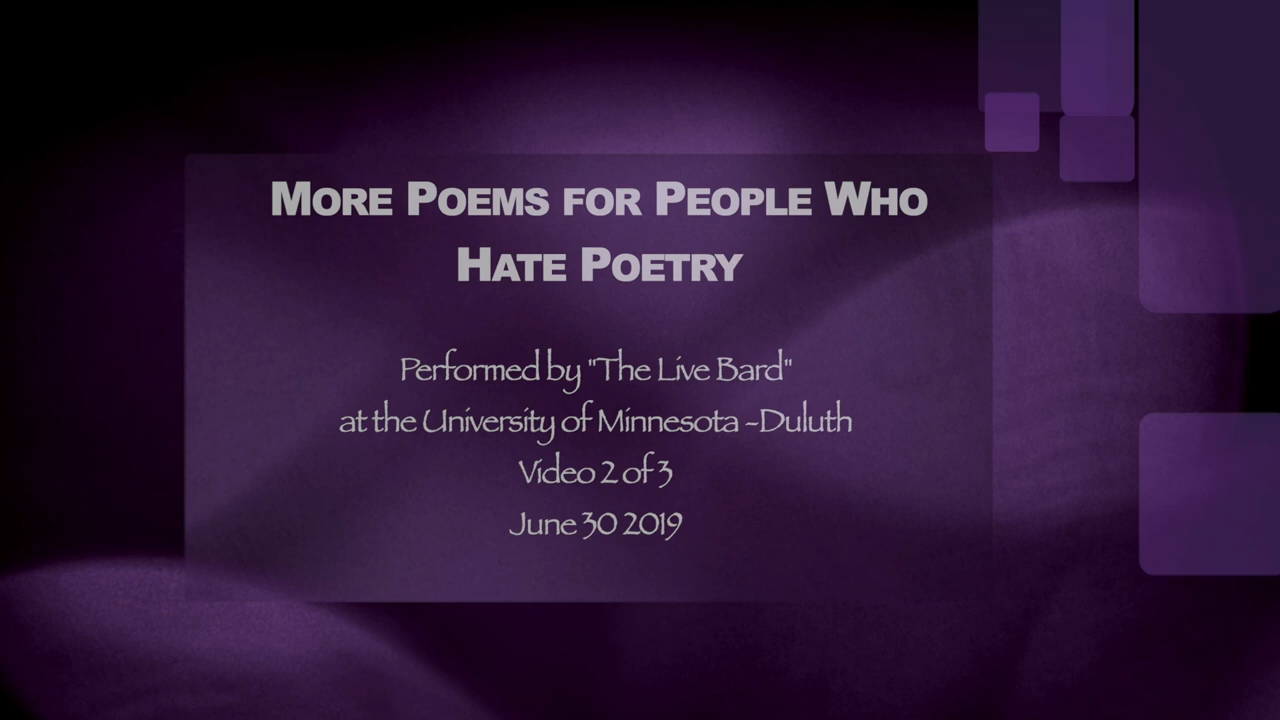 More Poems for People Who
Hate Poetry
Performed by "The Live Bard"
at the University of Minnesota -Duluth
Video 2 of 3
June 30 2019